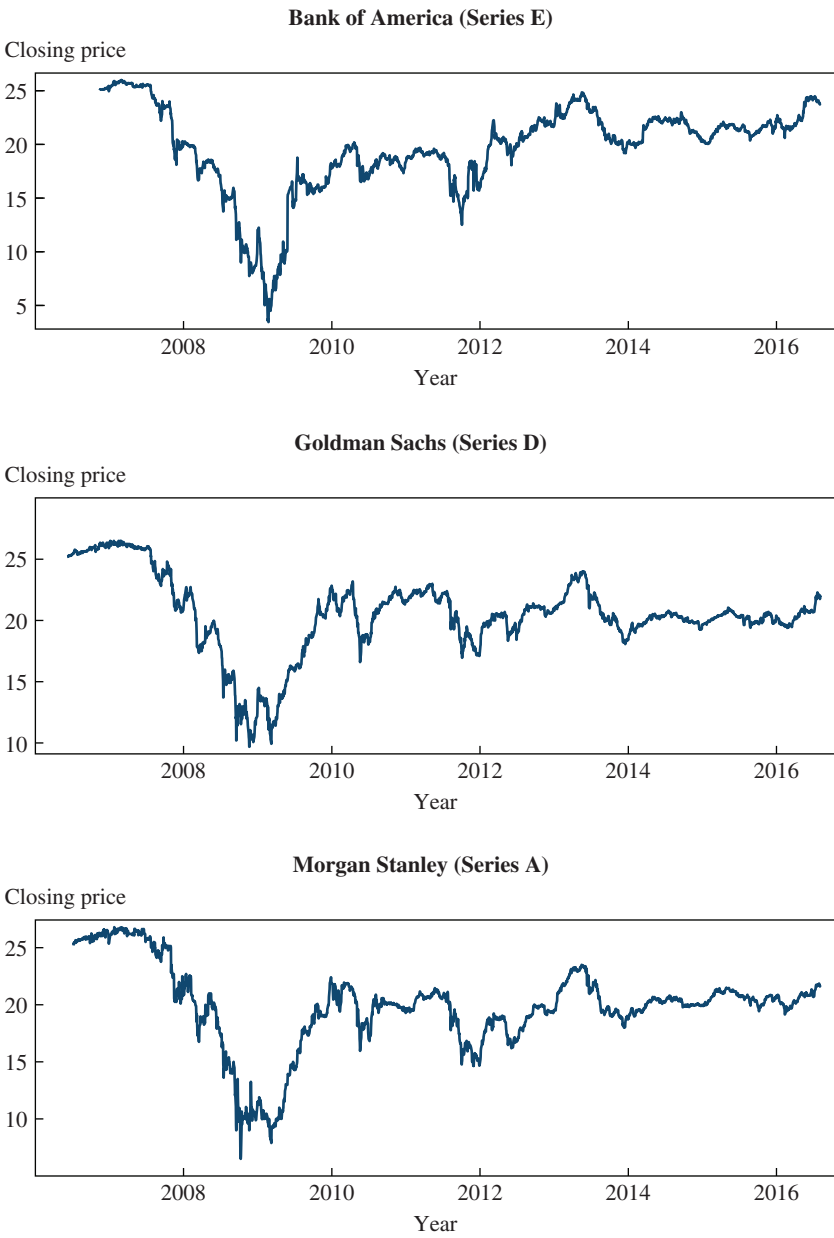 Bank of America (Series E)
Closing price
25
20
15
10
5
2008 2010 2012 2014 2016
Year
Goldman Sachs (Series D)
Closing price
25
20
15
10
2008 2010 2012 2014 2016
Year
Morgan Stanley (Series A)
Closing price
25
20
15
10
2008 2010 2012 2014 2016
Year